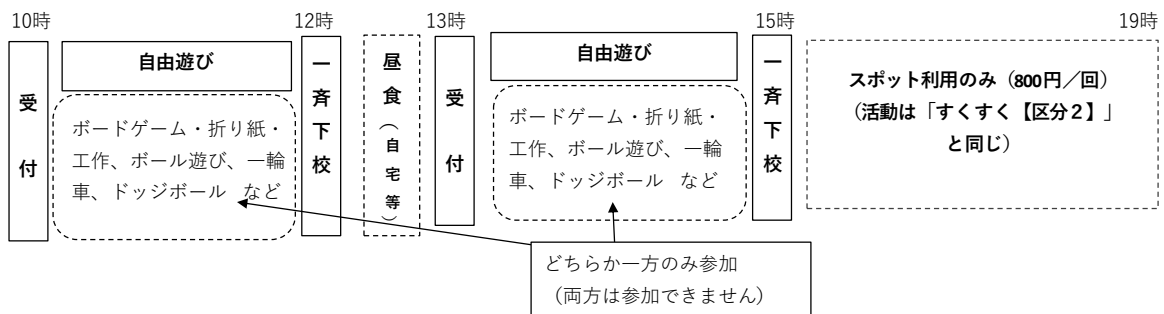 10時
12時
13時
15時
19時
受付
自由遊び
ボードゲーム・折り紙・
工作、ボール遊び、一輪
車、ドッジボール など
一斉下校
昼食(自宅等)
受付
自由遊び
ボードゲーム・折り紙・
工作、ボール遊び、一輪
車、ドッジボール など
一斉下校
スポット利用のみ（800円／回）
（活動は「すくすく【区分２】」
と同じ）
どちらか一方のみ参加
（両方は参加できません）